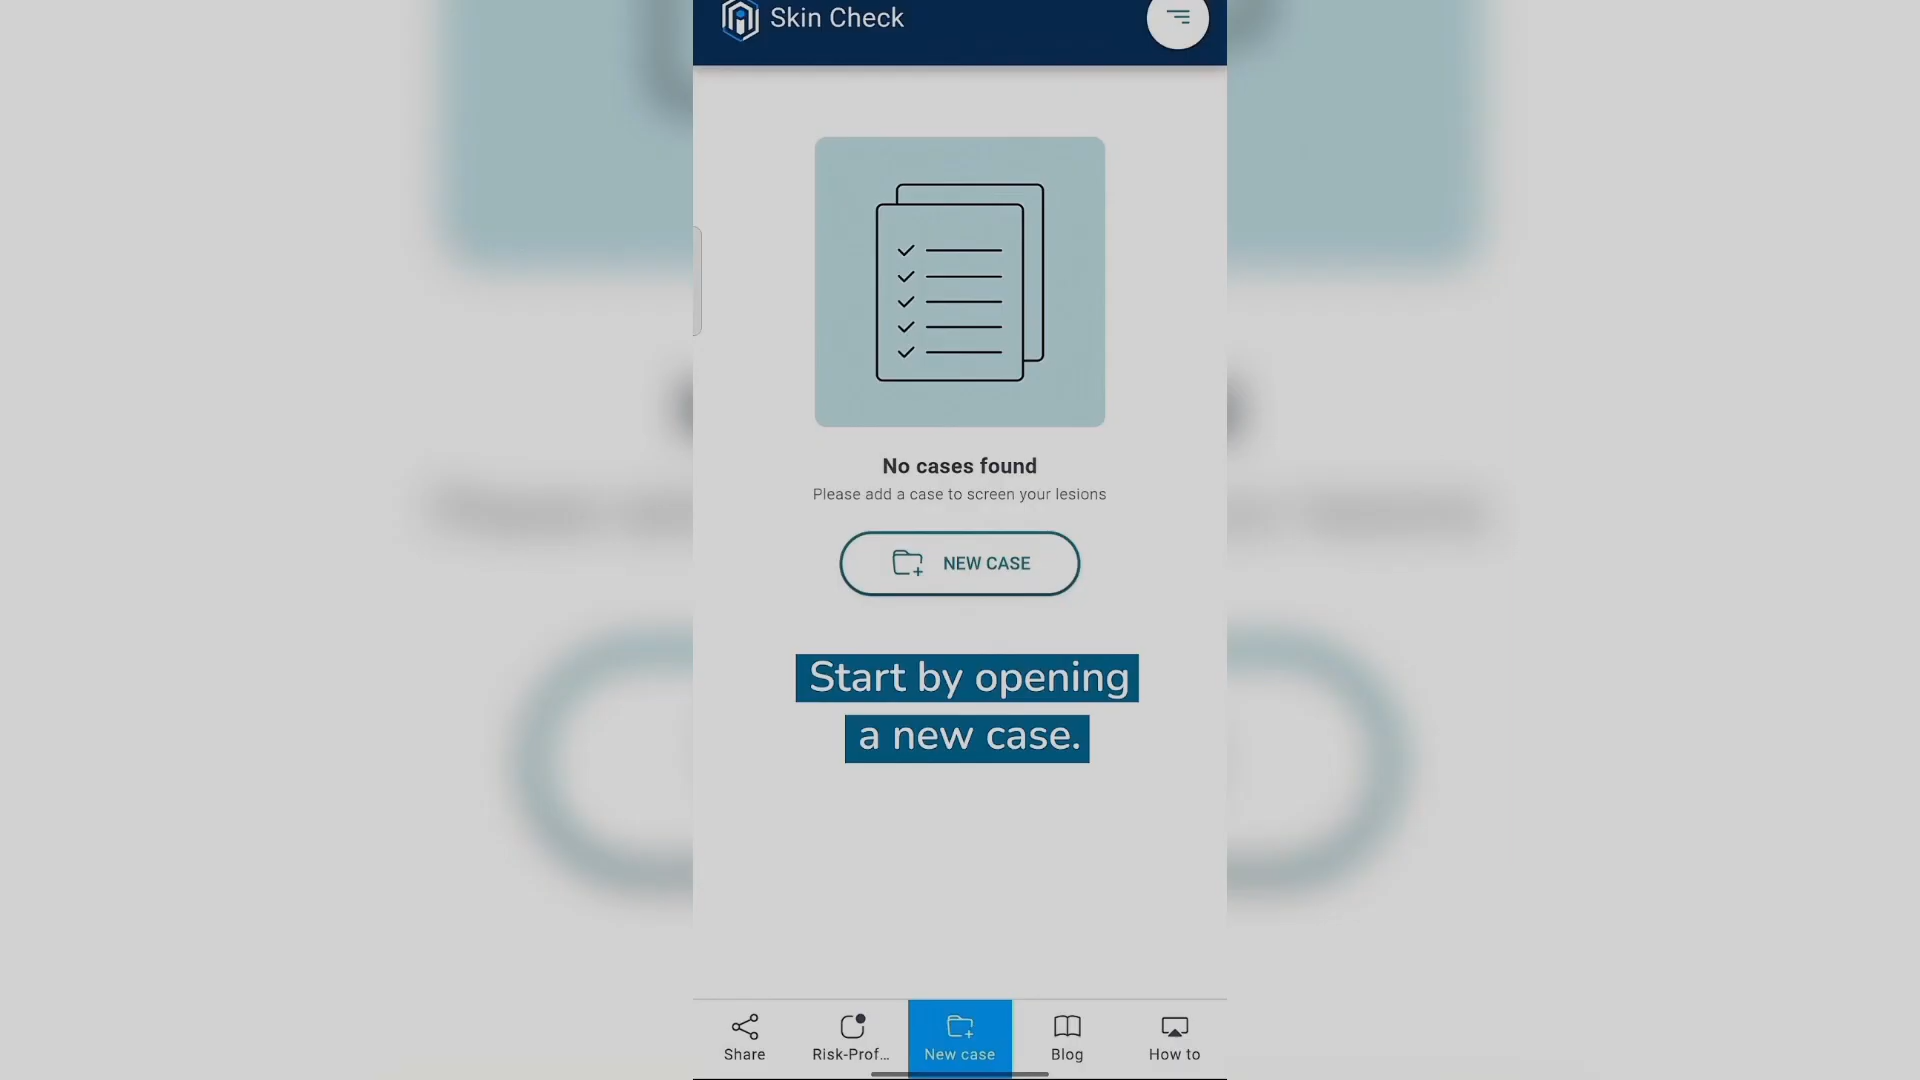 Skin Check
No cases found
Please add a case to screen your lesions
NEW CASE
Start by opening
a new case.
Share
Risk-Prof...
New case
Blog
How to